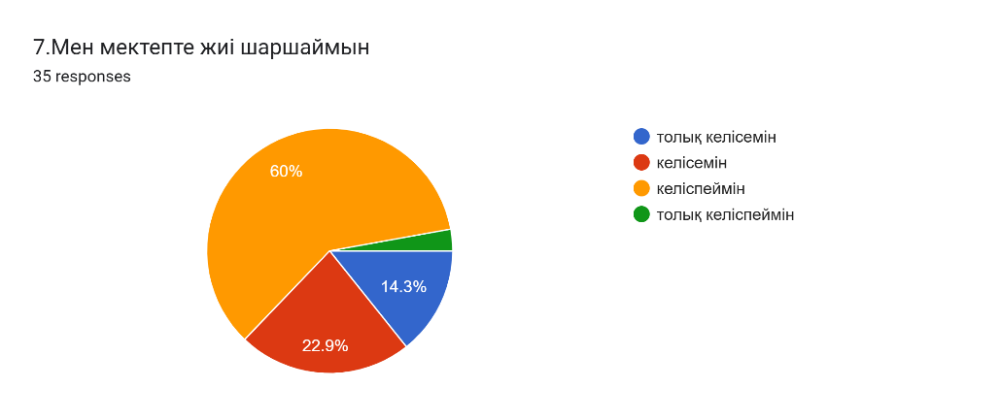 7.Мен мектепте жиі шаршаймын
35 responses
60%
14.3%
22.9%
толық келісемін
келісемін
келіспеймін
толық келіспеймін